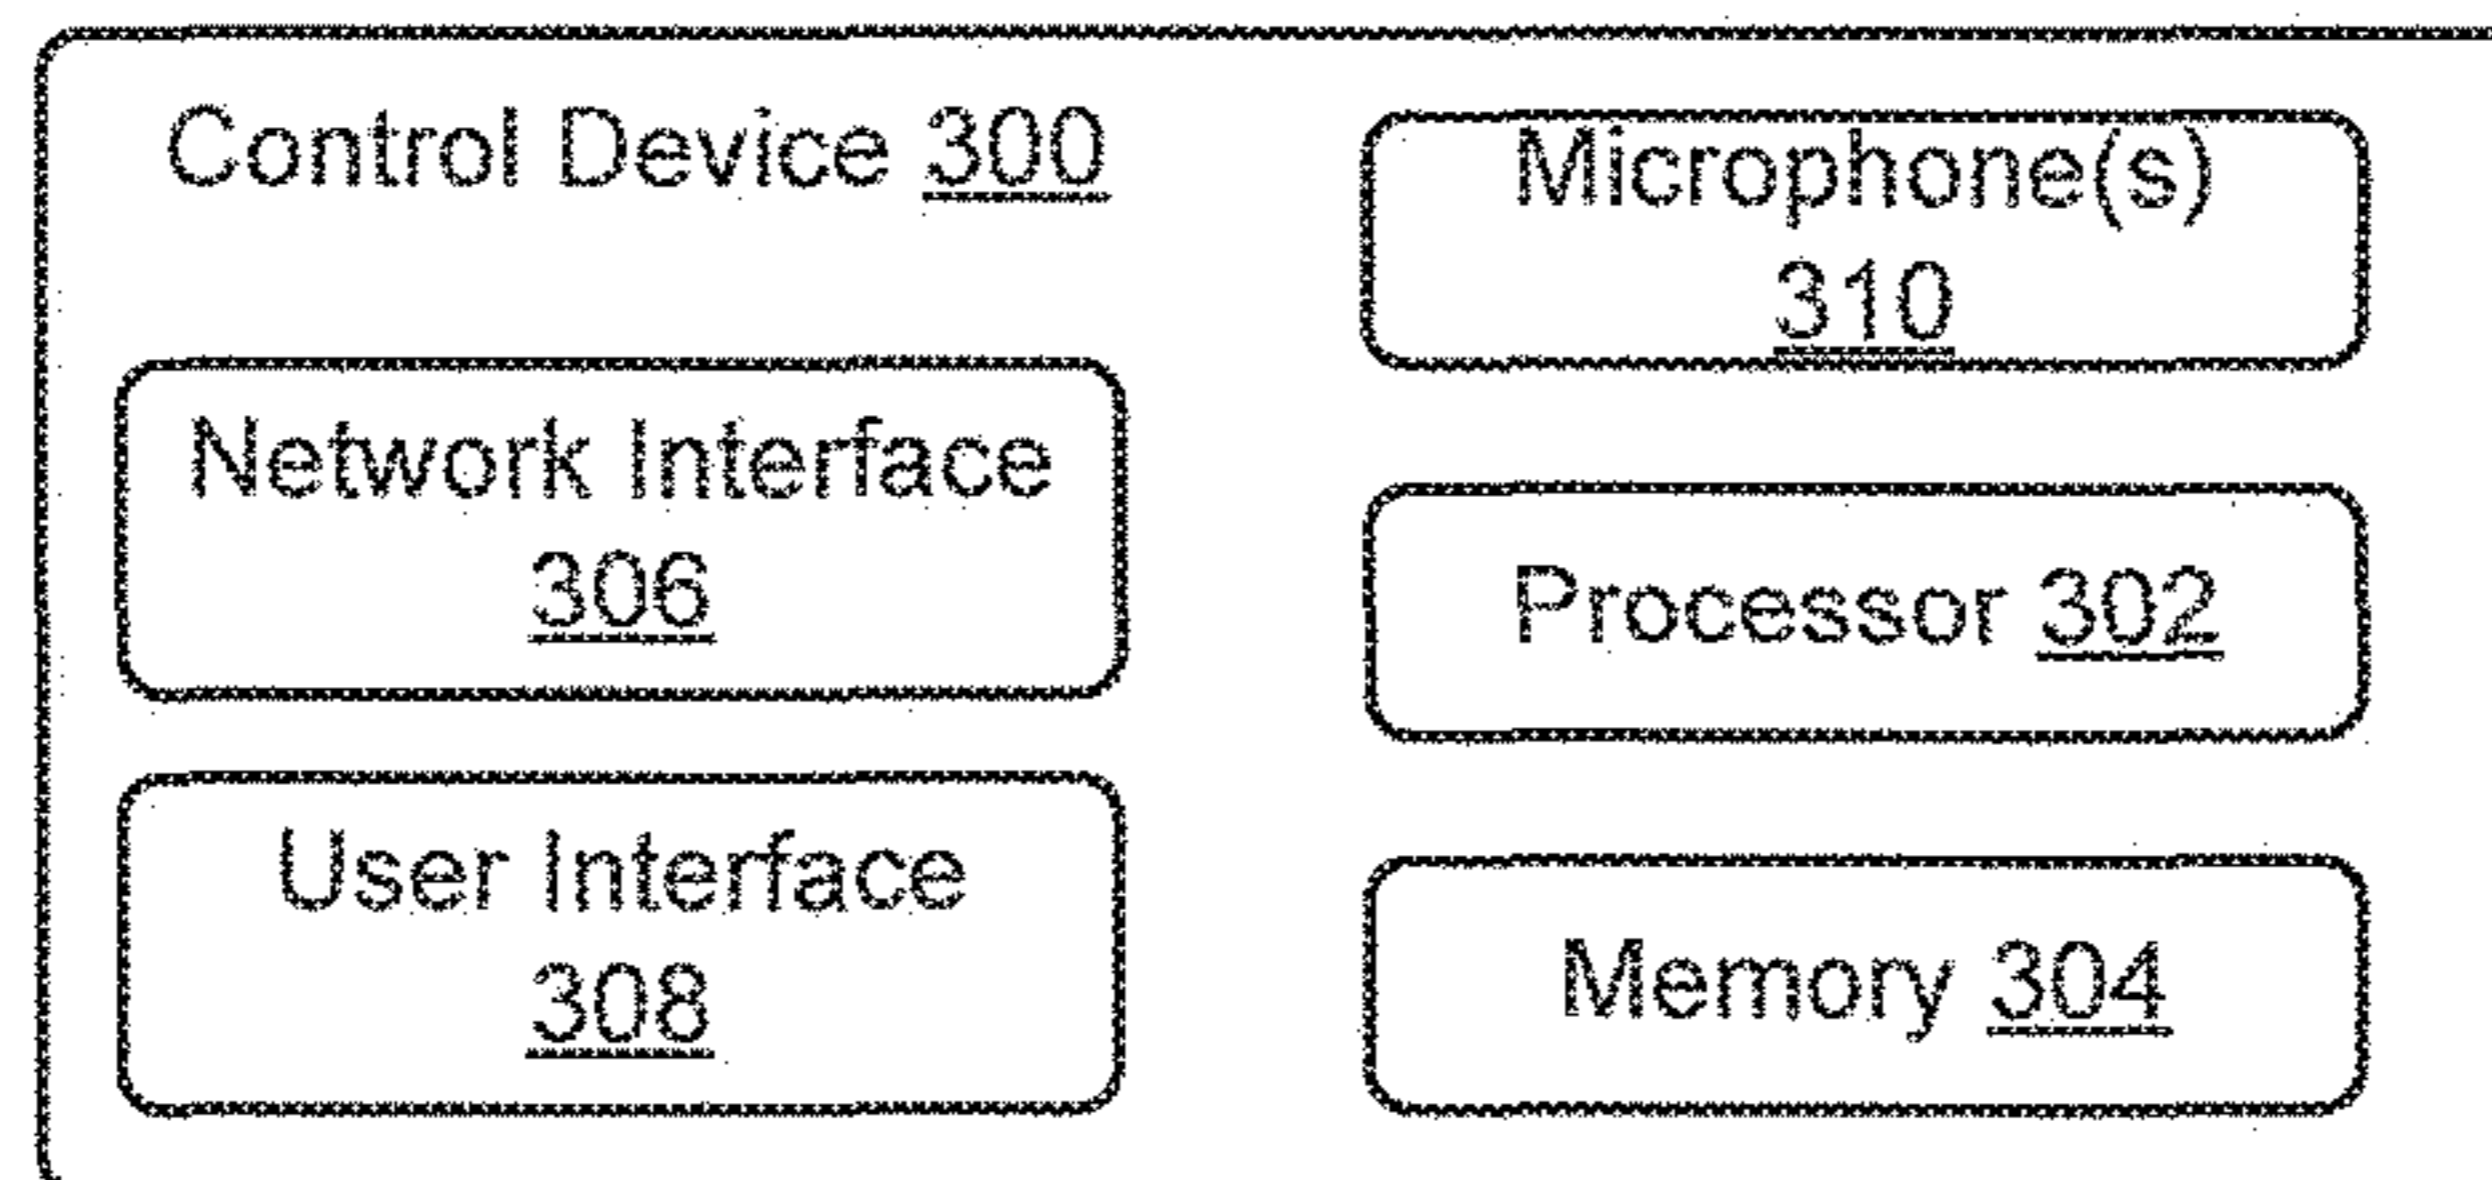 Control Device 300
Microphone(s)
310
Network Interface
306
Processor 302
User Interface
308
Memory 304